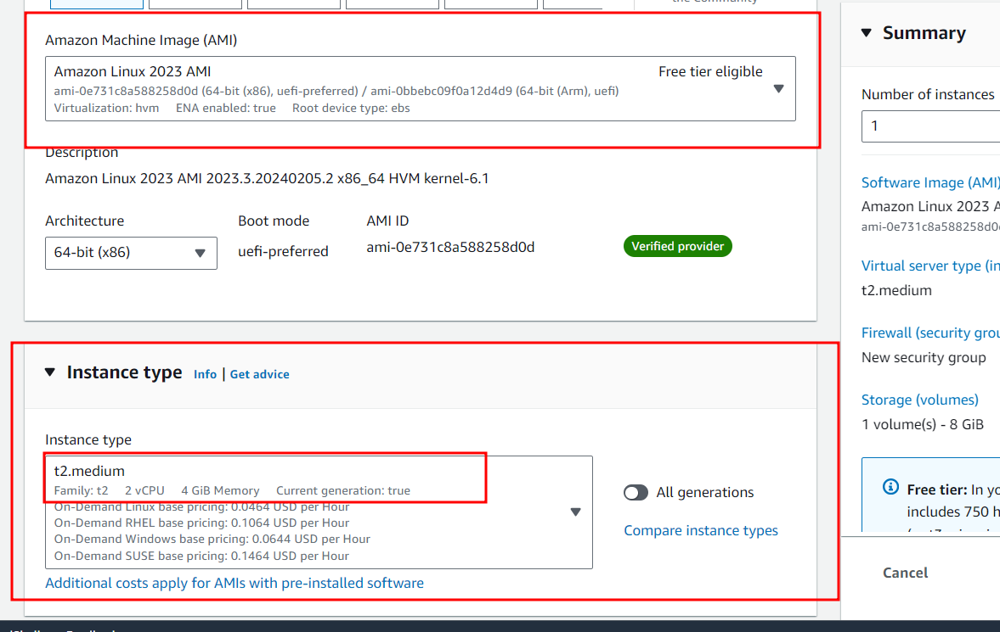 the Community
Amazon Machine Image (AMI)
Amazon Linux 2023 AMI
Free tier eligible
ami-0e731c8a588258d0d (64-bit (x86), uefi-preferred) / ami-0bbebc09f0a12d4d9 (64-bit (Arm), uefi)
Virtualization: hvm ENA enabled: true Root device type: ebs
Description
Amazon Linux 2023 AMI 2023.3.20240205.2 x86_64 HVM kernel-6.1
Architecture
Boot mode
AMI ID
64-bit (x86)
uefi-preferred
ami-0e731c8a588258d0d
Verified provider
Instance type Info | Get advice
Instance type
t2.medium
Family: t2 2 vCPU 4 GiB Memory Current generation: true
On-Demand Linux base pricing: 0.0464 USD per Hour
On-Demand RHEL base pricing: 0.1064 USD per Hour
On-Demand Windows base pricing: 0.0644 USD per Hour
On-Demand SUSE base pricing: 0.1464 USD per Hour
All generations
Compare instance types
Additional costs apply for AMIs with pre-installed software
Summary
Number of instances
1
Software Image (AMI)
Amazon Linux 2023 A
ami-0e731c8a588258d0
Virtual server type (in
t2.medium
Firewall (security grou
New security group
Storage (volumes)
1 volume(s) - 8 GiB
Free tier: In yo
includes 750 h
Cancel